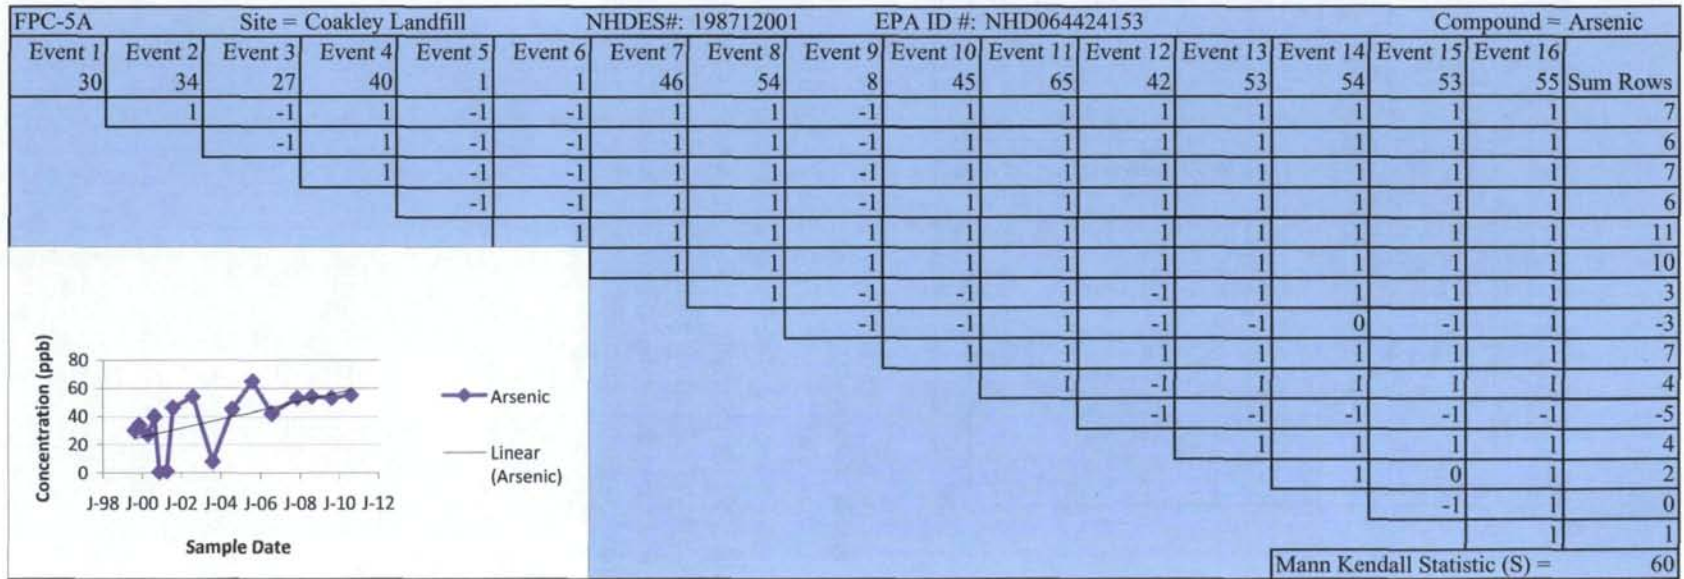 FPC-5A Site = Coakley Landfill NHDES#: 198712001 EPA ID #: NHD064424153 Compound = Arsenic
Event 1 Event 2 Event 3 Event 4 Event 5 Event 6 Event 7 Event 8 Event 9 Event 10 Event 11 Event 12 Event 13 Event 14 Event 15 Event 16
30 34 27 40 1 1 46 54 8 45 65 42 53 54 53 55 Sum Rows
1 -1 1 -1 -1 1 1 -1 1 1 1 1 1 1 1 7
-1 1 -1 -1 1 1 -1 1 1 1 1 1 1 1 6
1 -1 -1 1 1 -1 1 1 1 1 1 1 1 7
-1 -1 1 1 -1 1 1 1 1 1 1 1 6
1 1 1 1 1 1 1 1 1 1 1 11
1 1 1 1 1 1 1 1 1 1 10
1 -1 -1 1 -1 1 1 1 1 3
-1 -1 1 -1 -1 0 -1 1 -3
1 1 1 1 1 1 1 7
1 -1 1 1 1 1 4
-1 -1 -1 -1 -1 -5
1 1 1 1 4
1 0 1 2
-1 1 0
1 1
Mann Kendall Statistic (S) = 60
Concentration (ppb)
80
60
40
20
0
J-98 J-00 J-02 J-04 J-06 J-08 J-10 J-12
Sample Date
Arsenic
Linear
(Arsenic)